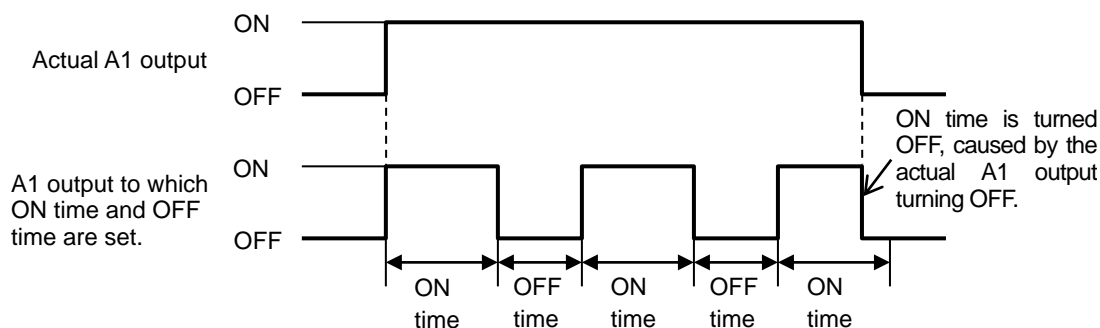 ON
Actual A1 output
OFF
ON time is turned
OFF, caused by the
actual A1 output
turning OFF.
ON
A1 output to which
ON time and OFF
time are set.
OFF
ON time
OFF time
ON time
OFF time
ON time